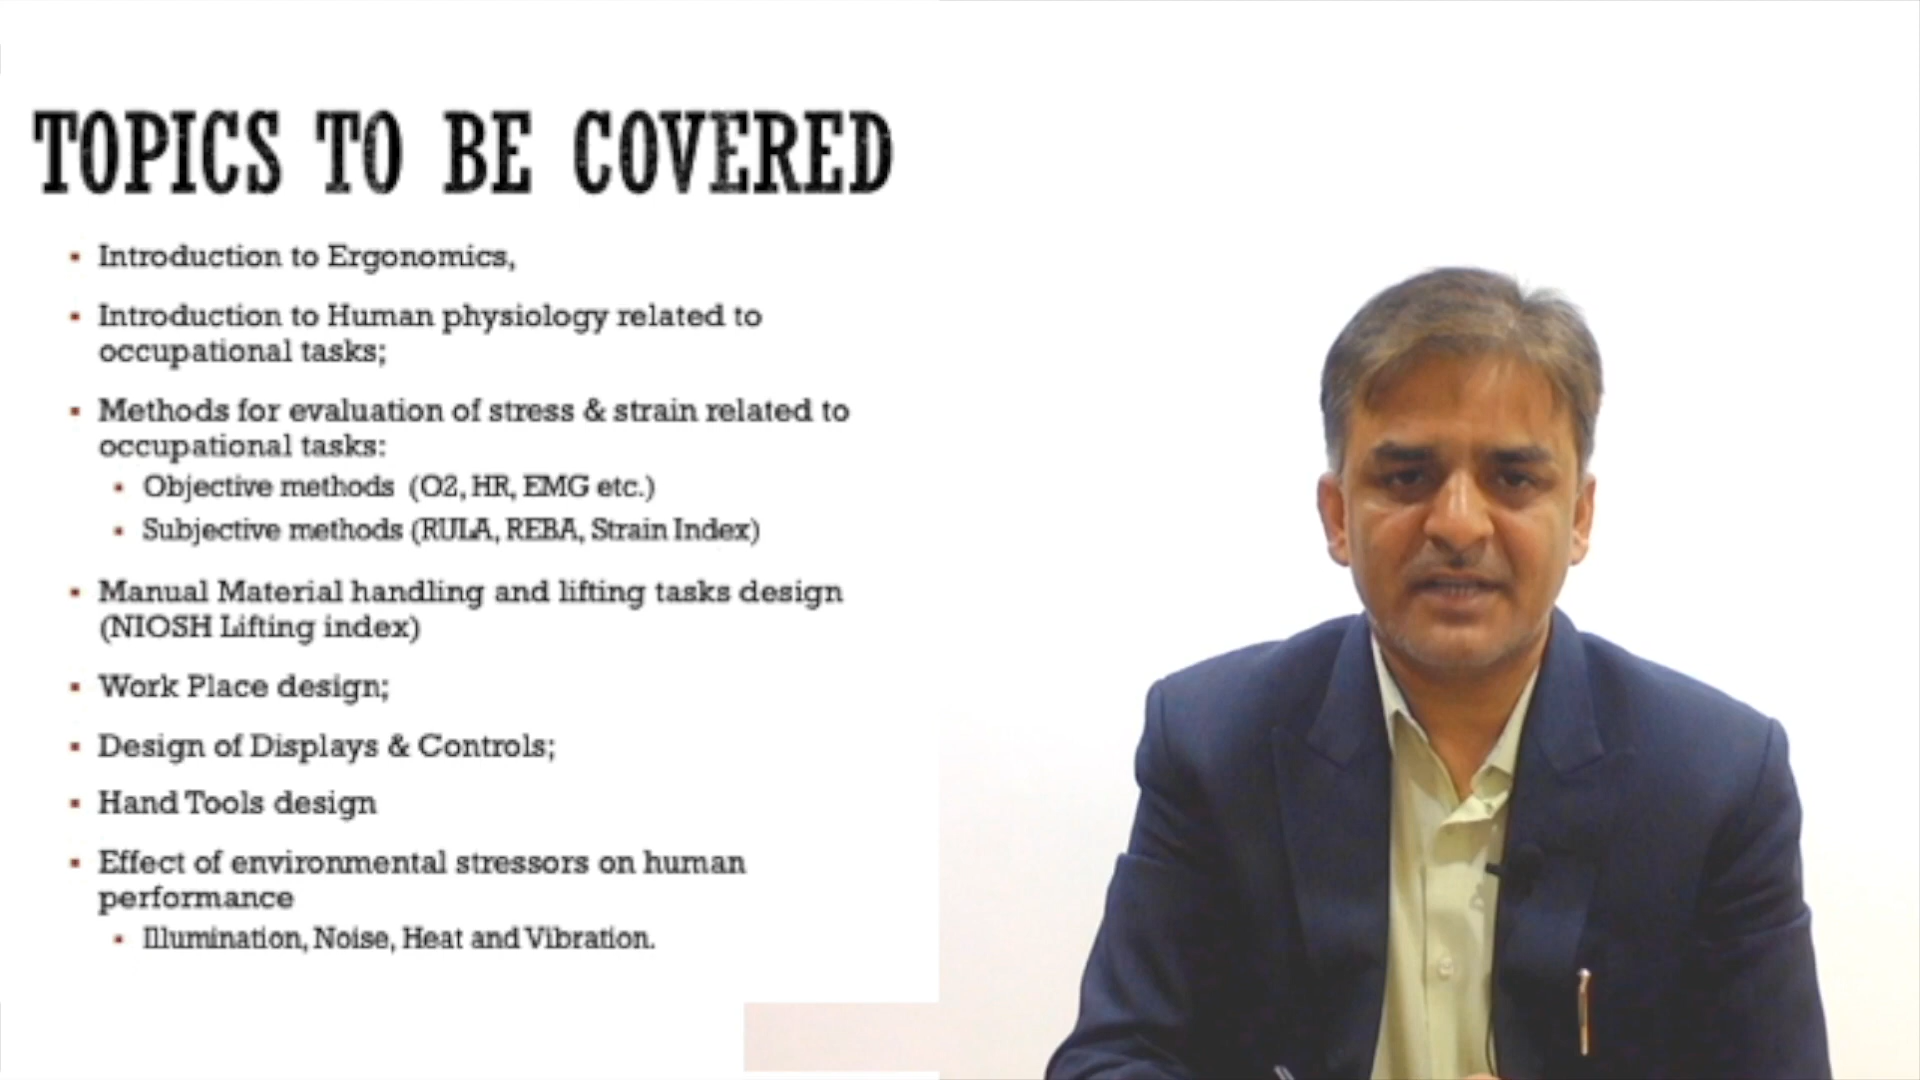 TOPICS TO BE COVERED
Introduction to Ergonomics,
Introduction to Human physiology related to
occupational tasks;
Methods for evaluation of stress & strain related to
occupational tasks:
Objective methods (O2, HR, EMG etc.)
Subjective methods (RULA, REBA, Strain Index)
Manual Material handling and lifting tasks design
(NIOSH Lifting index)
Work Place design;
Design of Displays & Controls;
Hand Tools design
Effect of environmental stressors on human
performance
Illumination, Noise, Heat and Vibration.